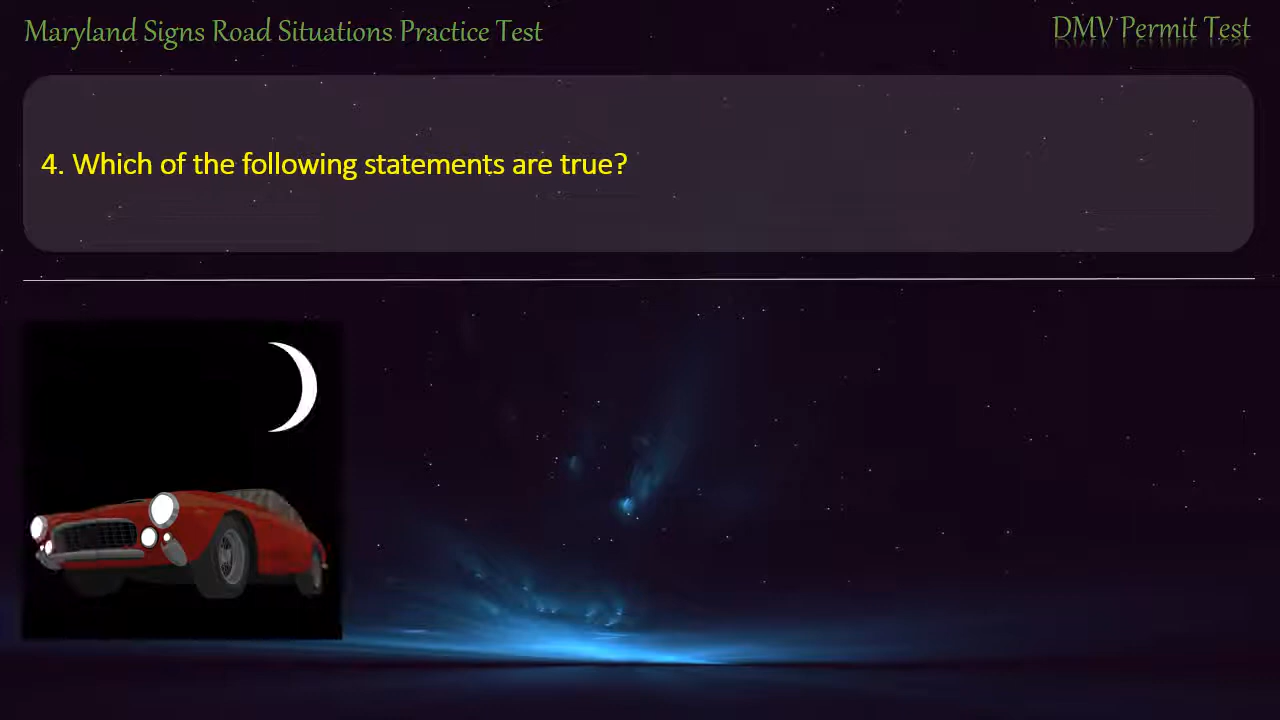 Maryland Signs Road Situations Practice Test
DMV Permit Test
4. Which of the following statements are true?